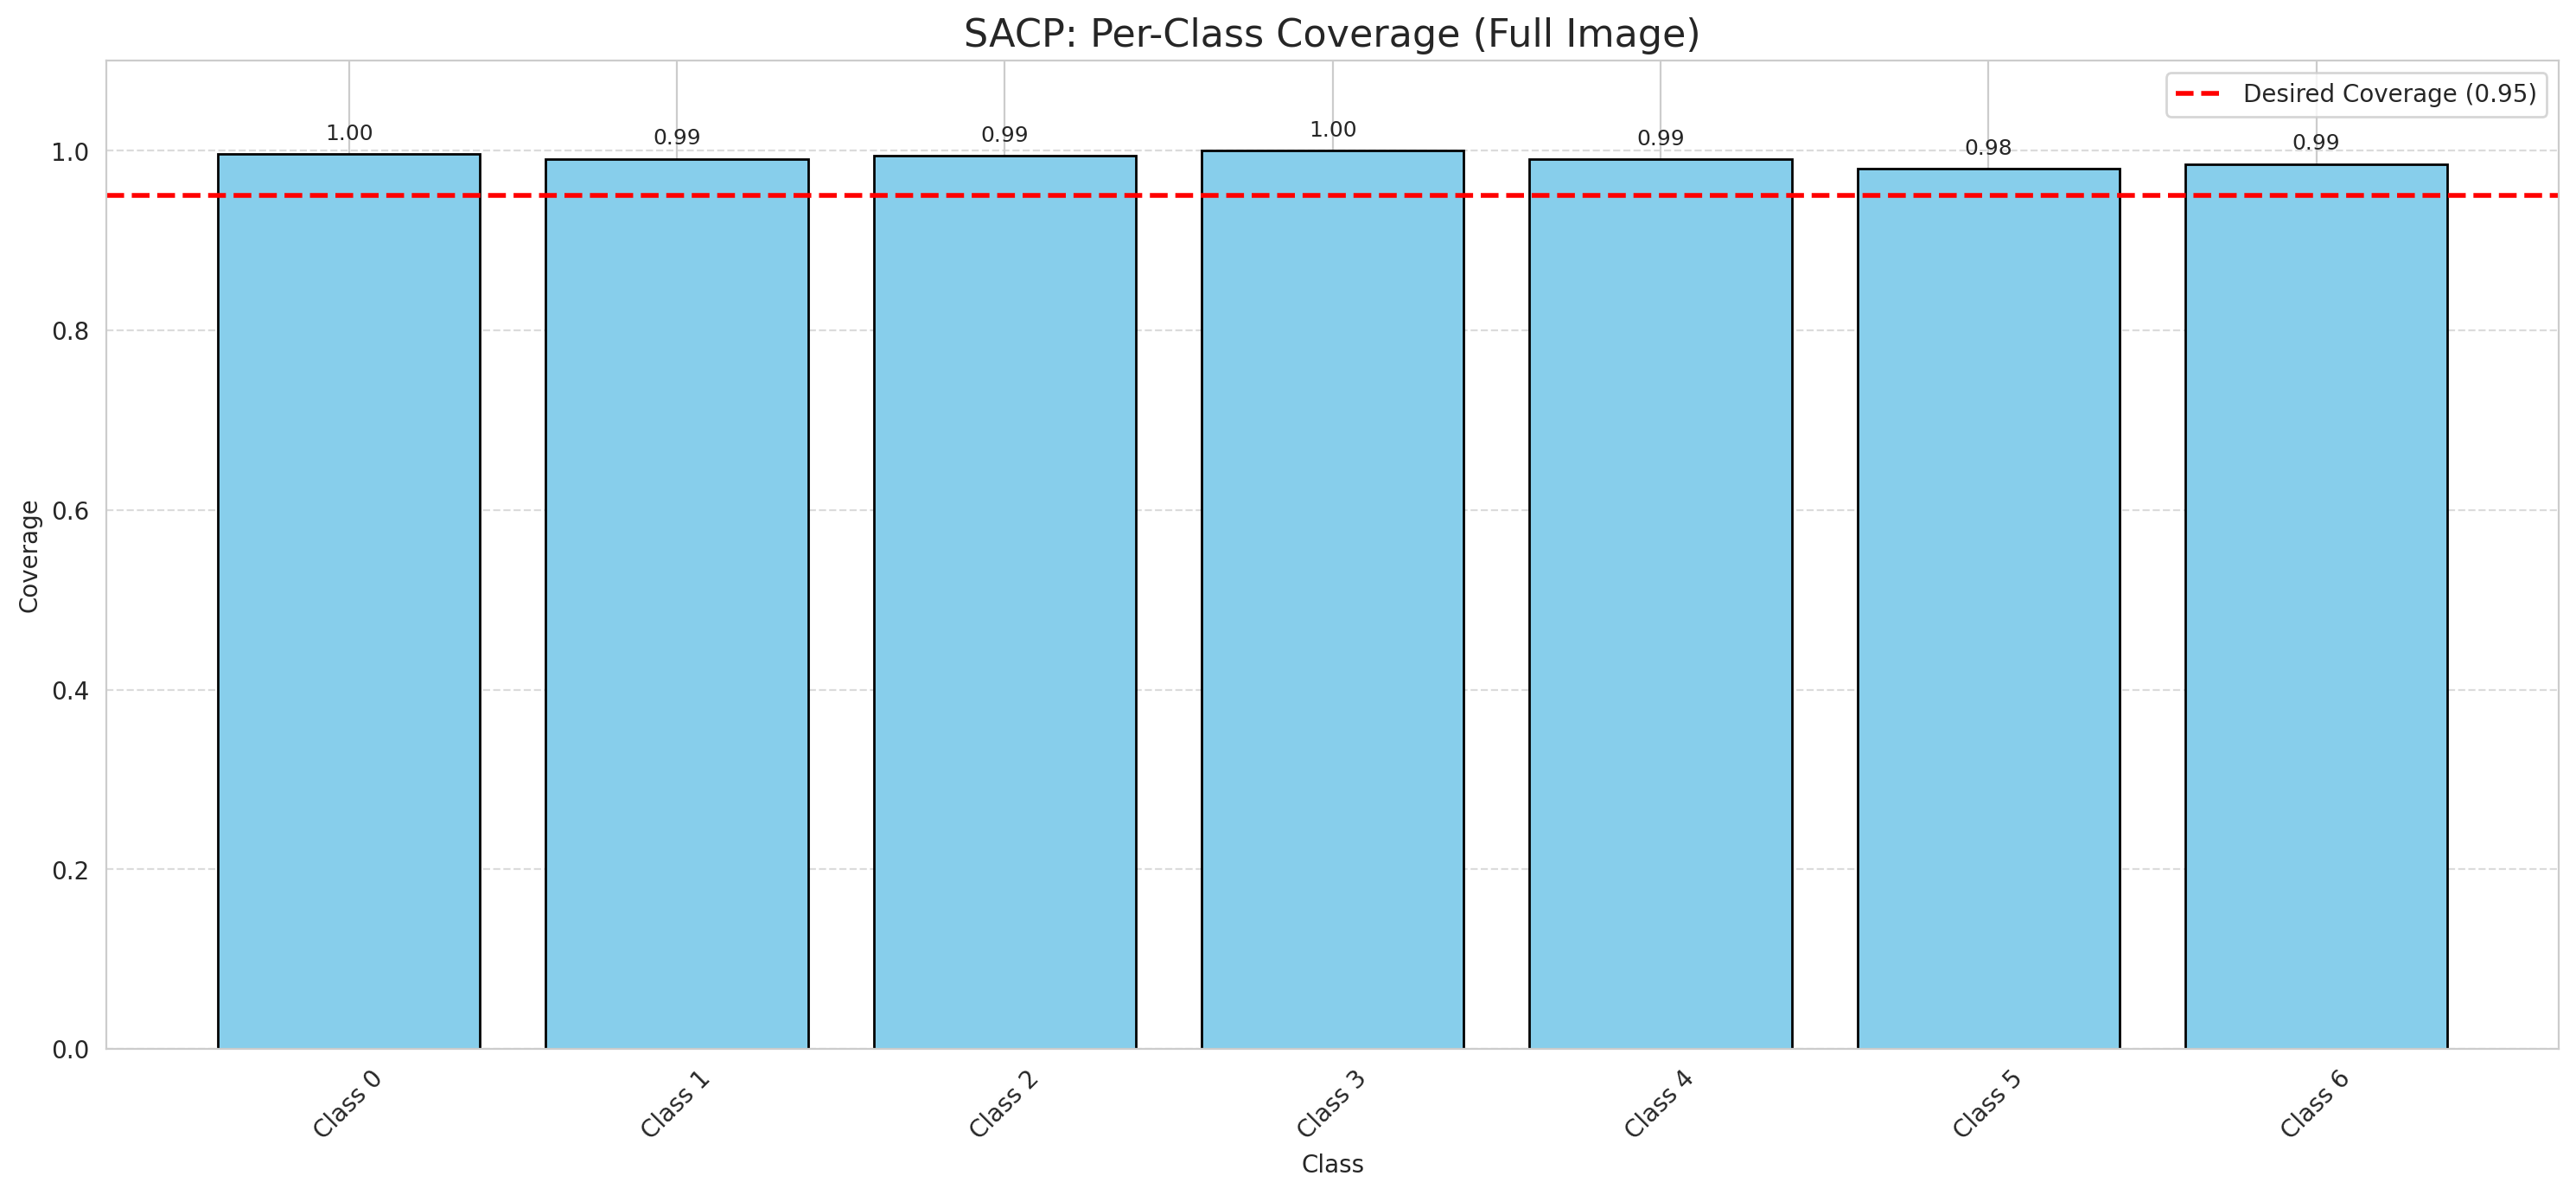 SACP: Per-Class Coverage (Full Image)
Desired Coverage (0.95)
1.00
0.99
0.99
1.00
0.99
0.98
0.99
1.0
0.8
0.6
0.4
0.2
0.0
Coverage
Class 0
Class 1
Class 2
Class 3
Class 4
Class 5
Class 6
Class